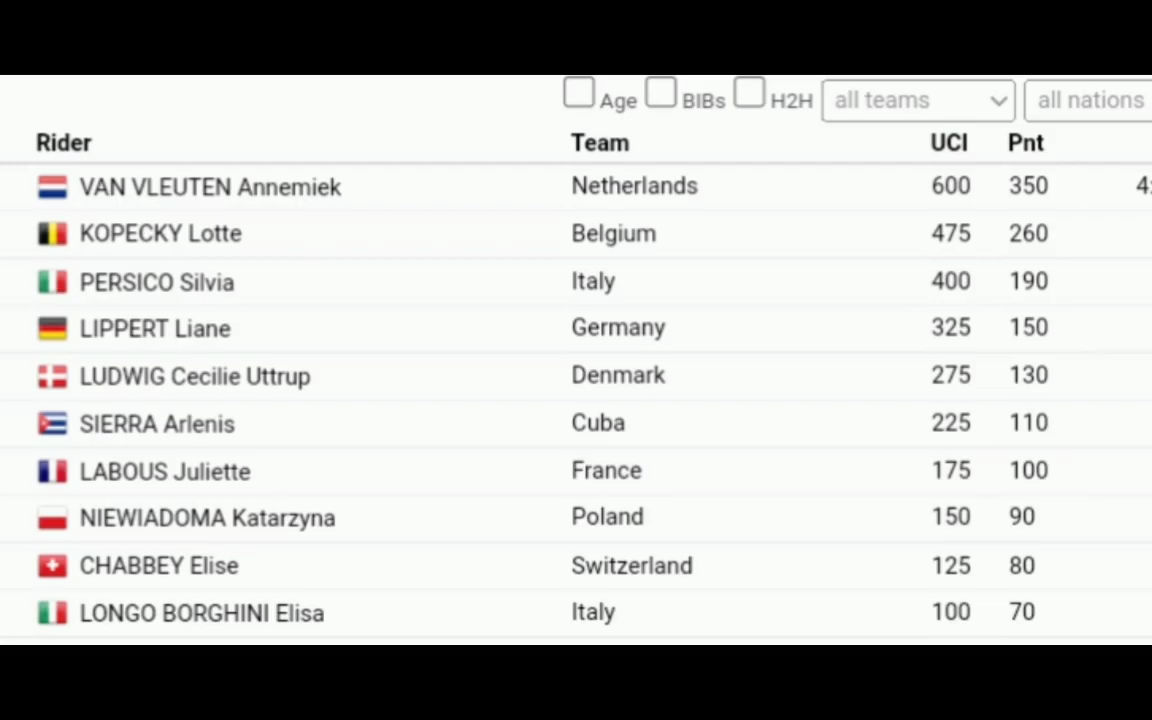 Age BIBs H2H all teams all nations
Rider Team UCI Pnt
VAN VLEUTEN Annemiek Netherlands 600 350
KOPECKY Lotte Belgium 475 260
PERSICO Silvia Italy 400 190
LIPPERT Liane Germany 325 150
LUDWIG Cecilie Uttrup Denmark 275 130
SIERRA Arlenis Cuba 225 110
LABOUS Juliette France 175 100
NIEWIADOMA Katarzyna Poland 150 90
CHABBEY Elise Switzerland 125 80
LONGO BORGHINI Elisa Italy 100 70